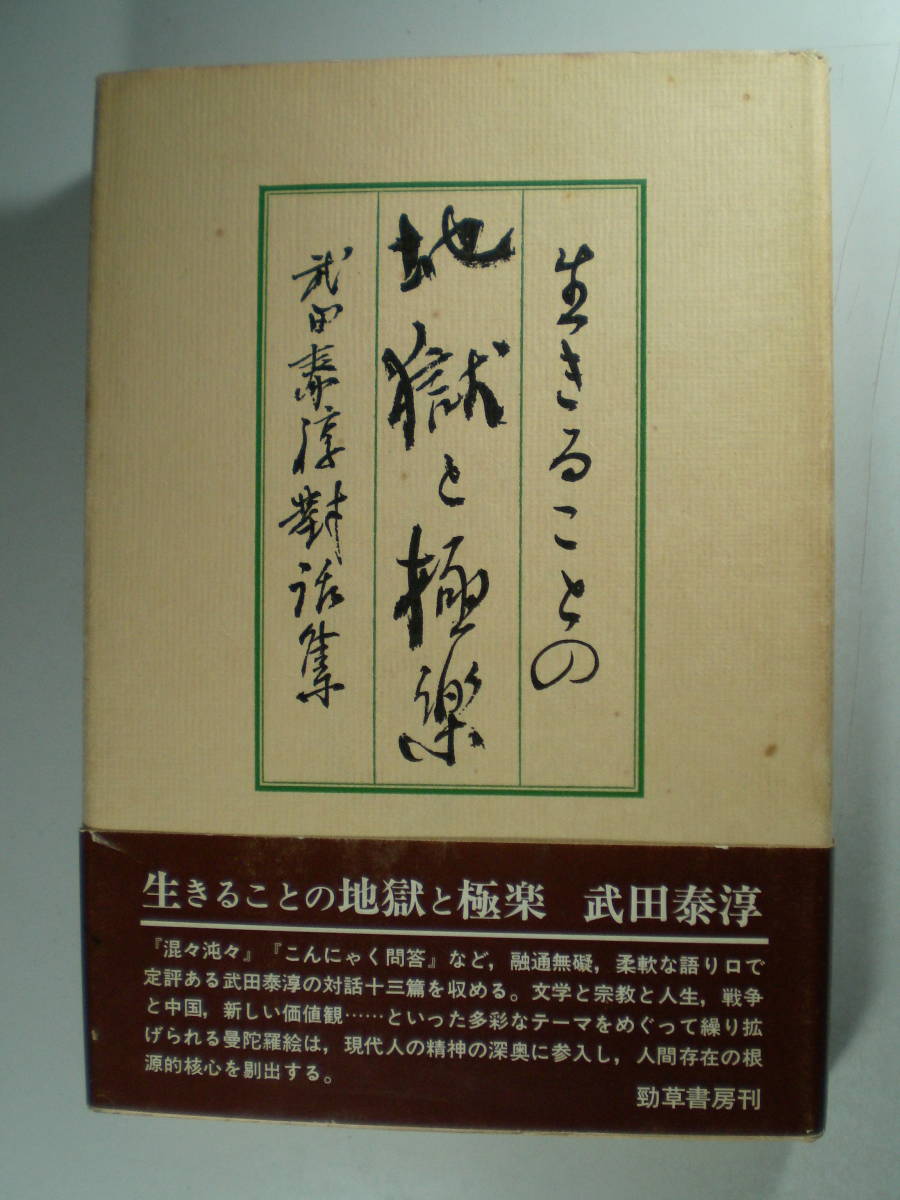 生きることの
地獄と極楽
武田泰淳對話集
生きることの地獄と極楽 武田泰淳
『混々沌々』『こんにゃく問答』など，融通無礙，柔軟な語り口で
定評ある武田泰淳の対話十三篇を収める。文学と宗教と人生，戦争
と中国，新しい価値観……といった多彩なテーマをめぐって繰り拡
げられる曼陀羅絵は，現代人の精神の深奥に参入し，人間存在の根
源的核心を剔出する。
勁草書房刊